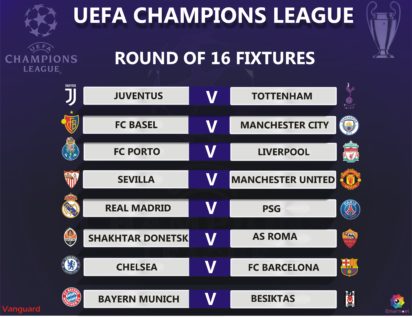 UEFA CHAMPIONS LEAGUE
UEFA
CHAMPIONS
LEAGUE
ROUND OF 16 FIXTURES
JUVENTUS V TOTTENHAM
FC BASEL V MANCHESTER CITY
FC PORTO V LIVERPOOL
SEVILLA V MANCHESTER UNITED
REAL MADRID V PSG
SHAKHTAR DONETSK V AS ROMA
CHELSEA V FC BARCELONA
BAYERN MUNICH V BESIKTAS
Vanguard